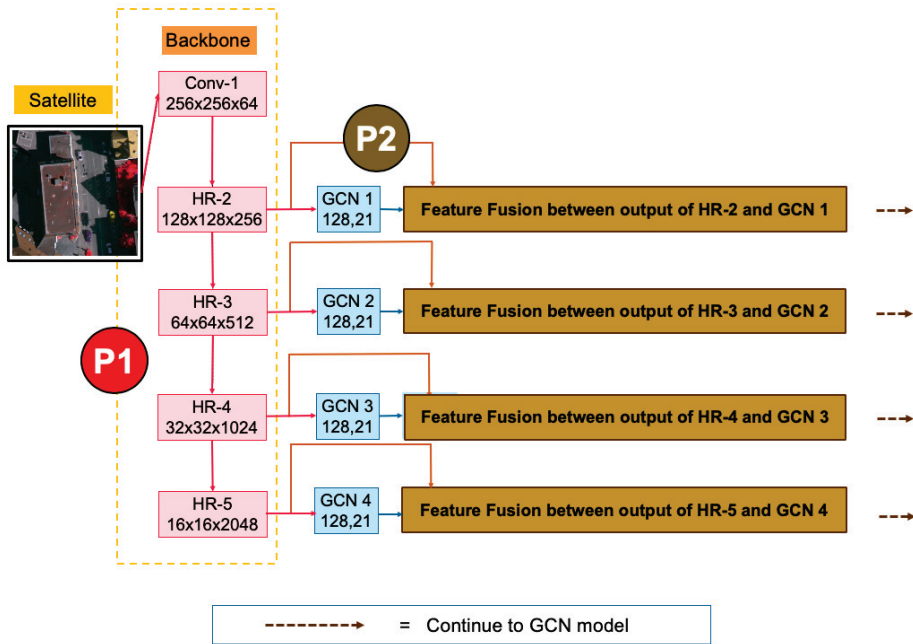 Backbone
Conv-1
256x256x64
Satellite
P2
HR-2
128x128x256
GCN 1
128,21
Feature Fusion between output of HR-2 and GCN 1
HR-3
64x64x512
GCN 2
128,21
Feature Fusion between output of HR-3 and GCN 2
P1
HR-4
32x32x1024
GCN 3
128,21
Feature Fusion between output of HR-4 and GCN 3
HR-5
16x16x2048
GCN 4
128,21
Feature Fusion between output of HR-5 and GCN 4
= Continue to GCN model